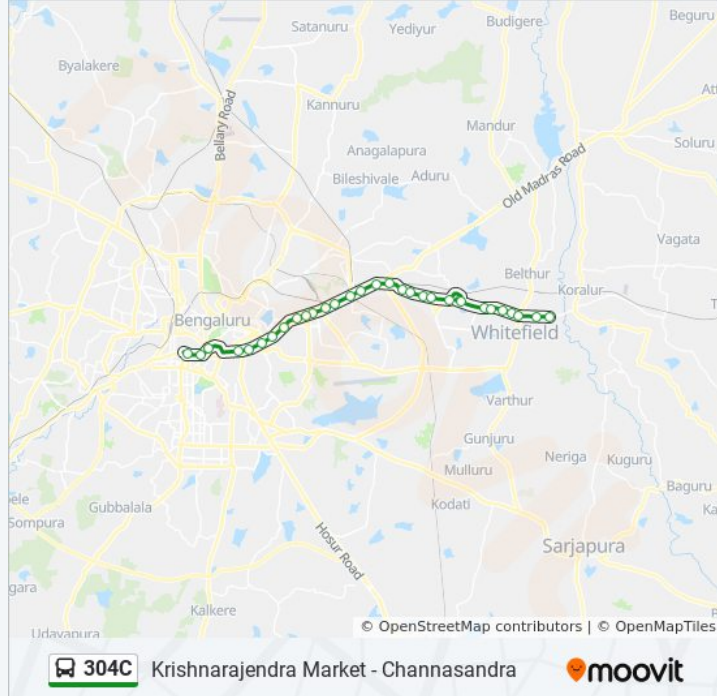 Satanuru
Yediyur
Budigere
Beguru
Byalakere
Kannuru
Bellary Road
Mandur
Soluru
Anagalapura
Bileshivale
Aduru
Old Madras Road
Vagata
Belthur
Koralur
Bengaluru
Whitefield
Varthur
Gunjuru
Mulluru
Neriga
Kuguru
Baguru
Kodati
Gubbalala
Sompura
Hosur Road
Sarjapura
Kalkere
Udayapura
© OpenStreetMap contributors | © OpenMapTiles
304C
Krishnarajendra Market - Channasandra
moovit